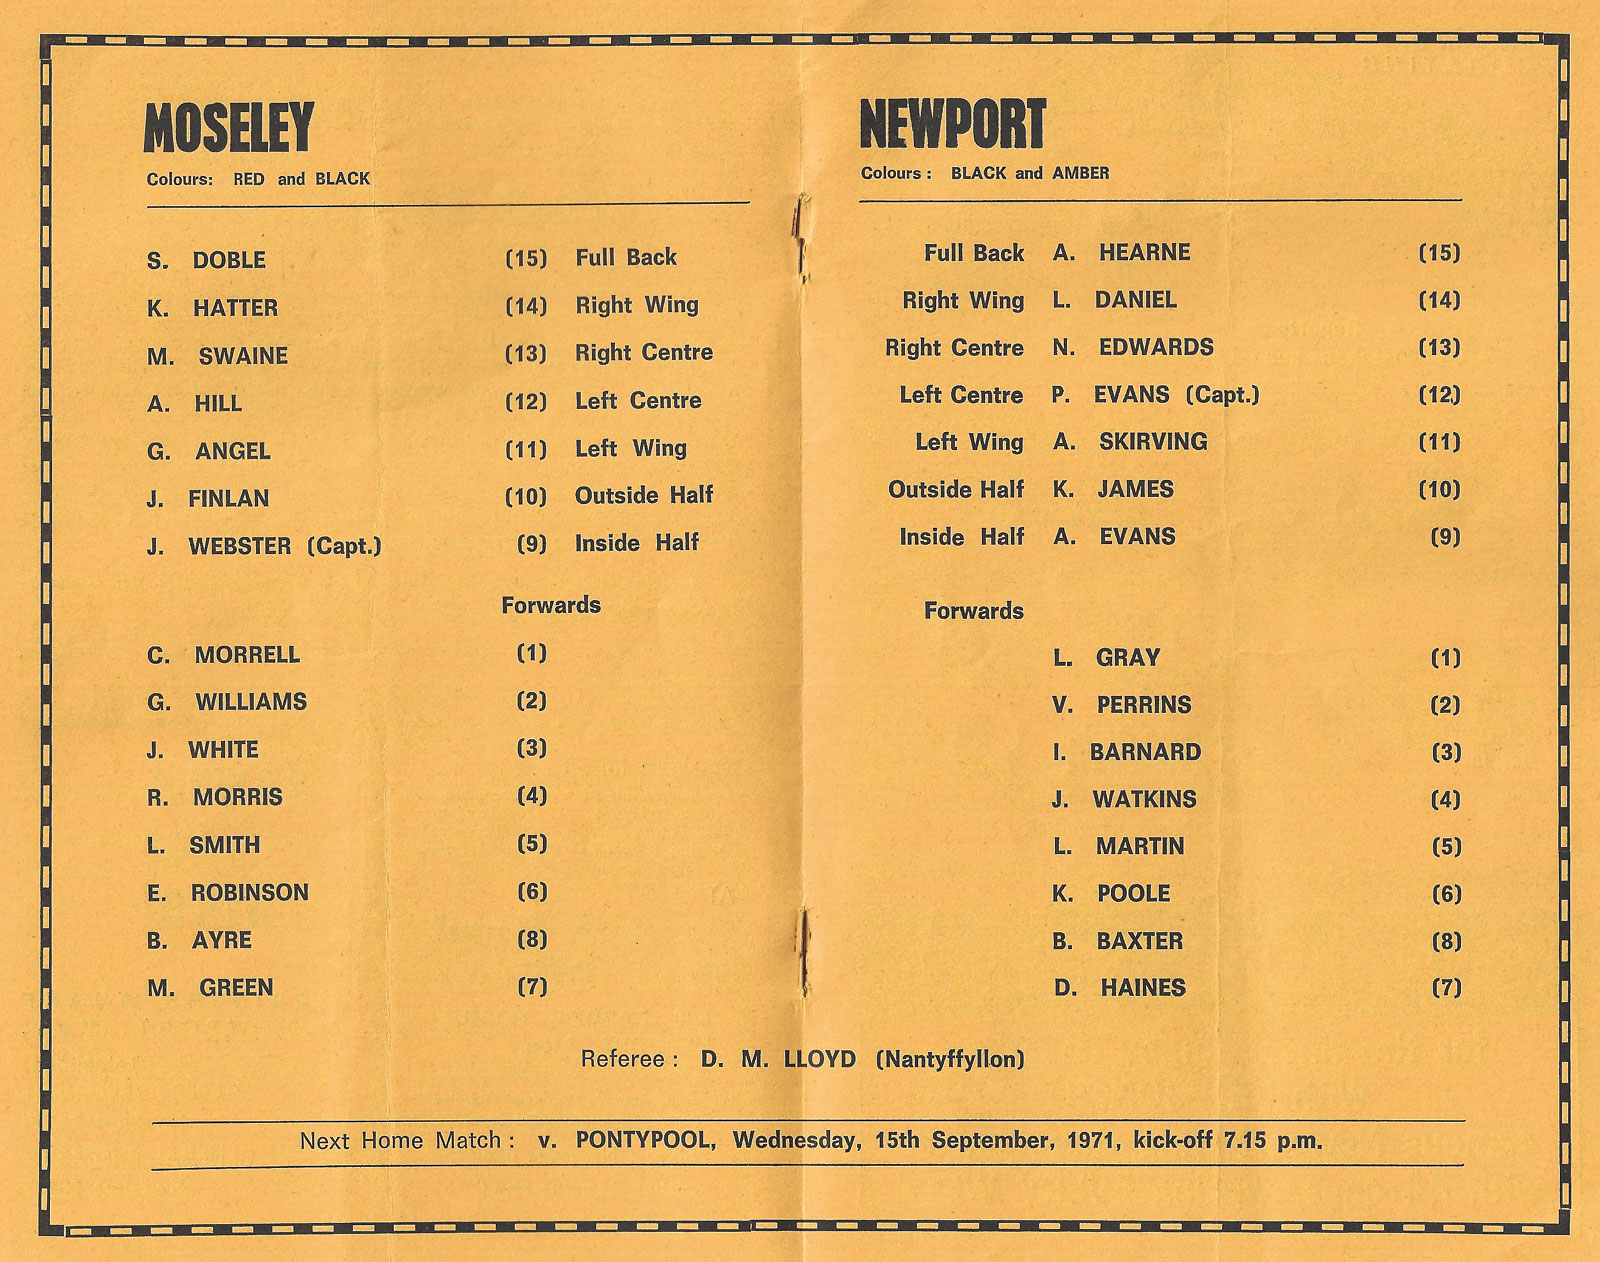 MOSELEY
Colours: RED and BLACK
S. DOBLE (15) Full Back
K. HATTER (14) Right Wing
M. SWAINE (13) Right Centre
A. HILL (12) Left Centre
G. ANGEL (11) Left Wing
J. FINLAN (10) Outside Half
J. WEBSTER (Capt.) (9) Inside Half
Forwards
C. MORRELL (1)
G. WILLIAMS (2)
J. WHITE (3)
R. MORRIS (4)
L. SMITH (5)
E. ROBINSON (6)
B. AYRE (8)
M. GREEN (7)
NEWPORT
Colours : BLACK and AMBER
Full Back A. HEARNE (15)
Right Wing L. DANIEL (14)
Right Centre N. EDWARDS (13)
Left Centre P. EVANS (Capt.) (12)
Left Wing A. SKIRVING (11)
Outside Half K. JAMES (10)
Inside Half A. EVANS (9)
Forwards
L. GRAY (1)
V. PERRINS (2)
I. BARNARD (3)
J. WATKINS (4)
L. MARTIN (5)
K. POOLE (6)
B. BAXTER (8)
D. HAINES (7)
Referee : D. M. LLOYD (Nantyffyllon)
Next Home Match : v. PONTYPOOL, Wednesday, 15th September, 1971, kick-off 7.15 p.m.